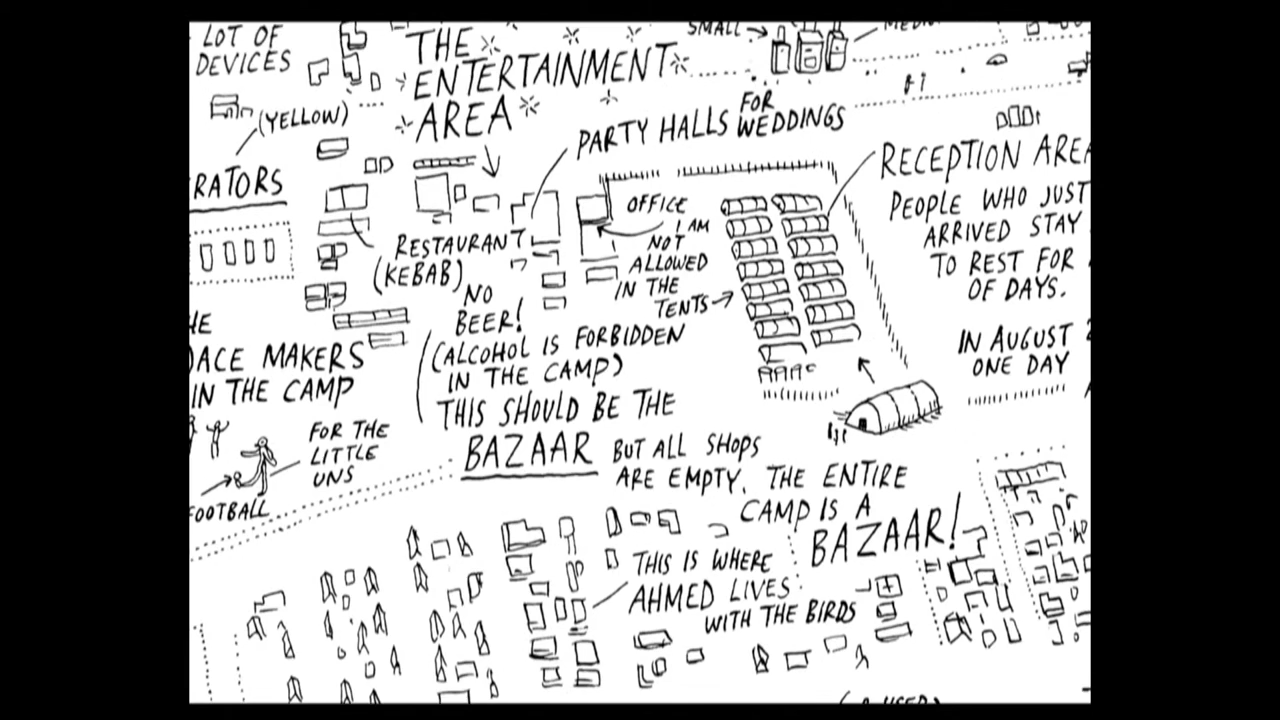 LOT OF
DEVICES
(YELLOW)
RATORS
THE
ENTERTAINMENT
AREA
SMALL
PARTY HALLS FOR
WEDDINGS
RECEPTION AREA
PEOPLE WHO JUST
ARRIVED STAY
TO REST FOR
OF DAYS.
IN AUGUST
ONE DAY
OFFICE
I AM
NOT
ALLOWED
IN THE
TENTS
RESTAURANT
(KEBAB)
NO
BEER!
(ALCOHOL IS FORBIDDEN
IN THE CAMP)
THIS SHOULD BE THE
BAZAAR BUT ALL SHOPS
ARE EMPTY. THE ENTIRE
CAMP IS A
BAZAAR!
HE
ACE MAKERS
IN THE CAMP
FOR THE
LITTLE
UNS
FOOTBALL
THIS IS WHERE
AHMED LIVES
WITH THE BIRDS